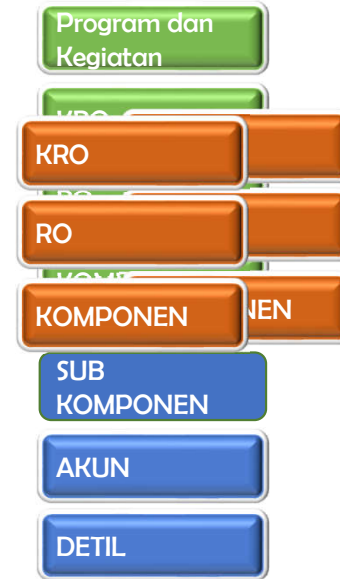 Program dan
Kegiatan
KRO
RO
KOMPONEN
SUB
KOMPONEN
AKUN
DETIL